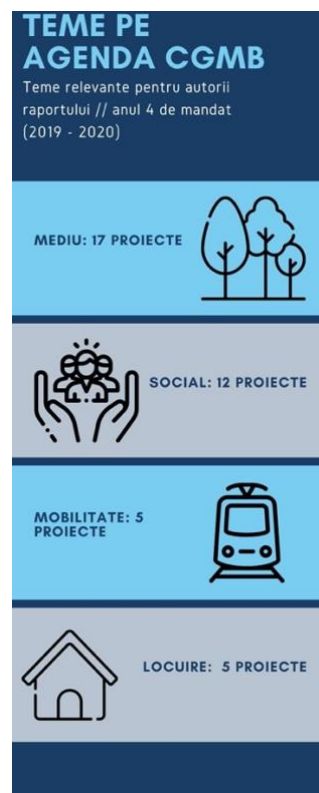 TEME PE
AGENDA CGMB
Teme relevante pentru autorii
raportului // anul 4 de mandat
(2019 - 2020)
MEDIU: 17 PROIECTE
SOCIAL: 12 PROIECTE
MOBILITATE: 5
PROIECTE
LOCUIRE: 5 PROIECTE